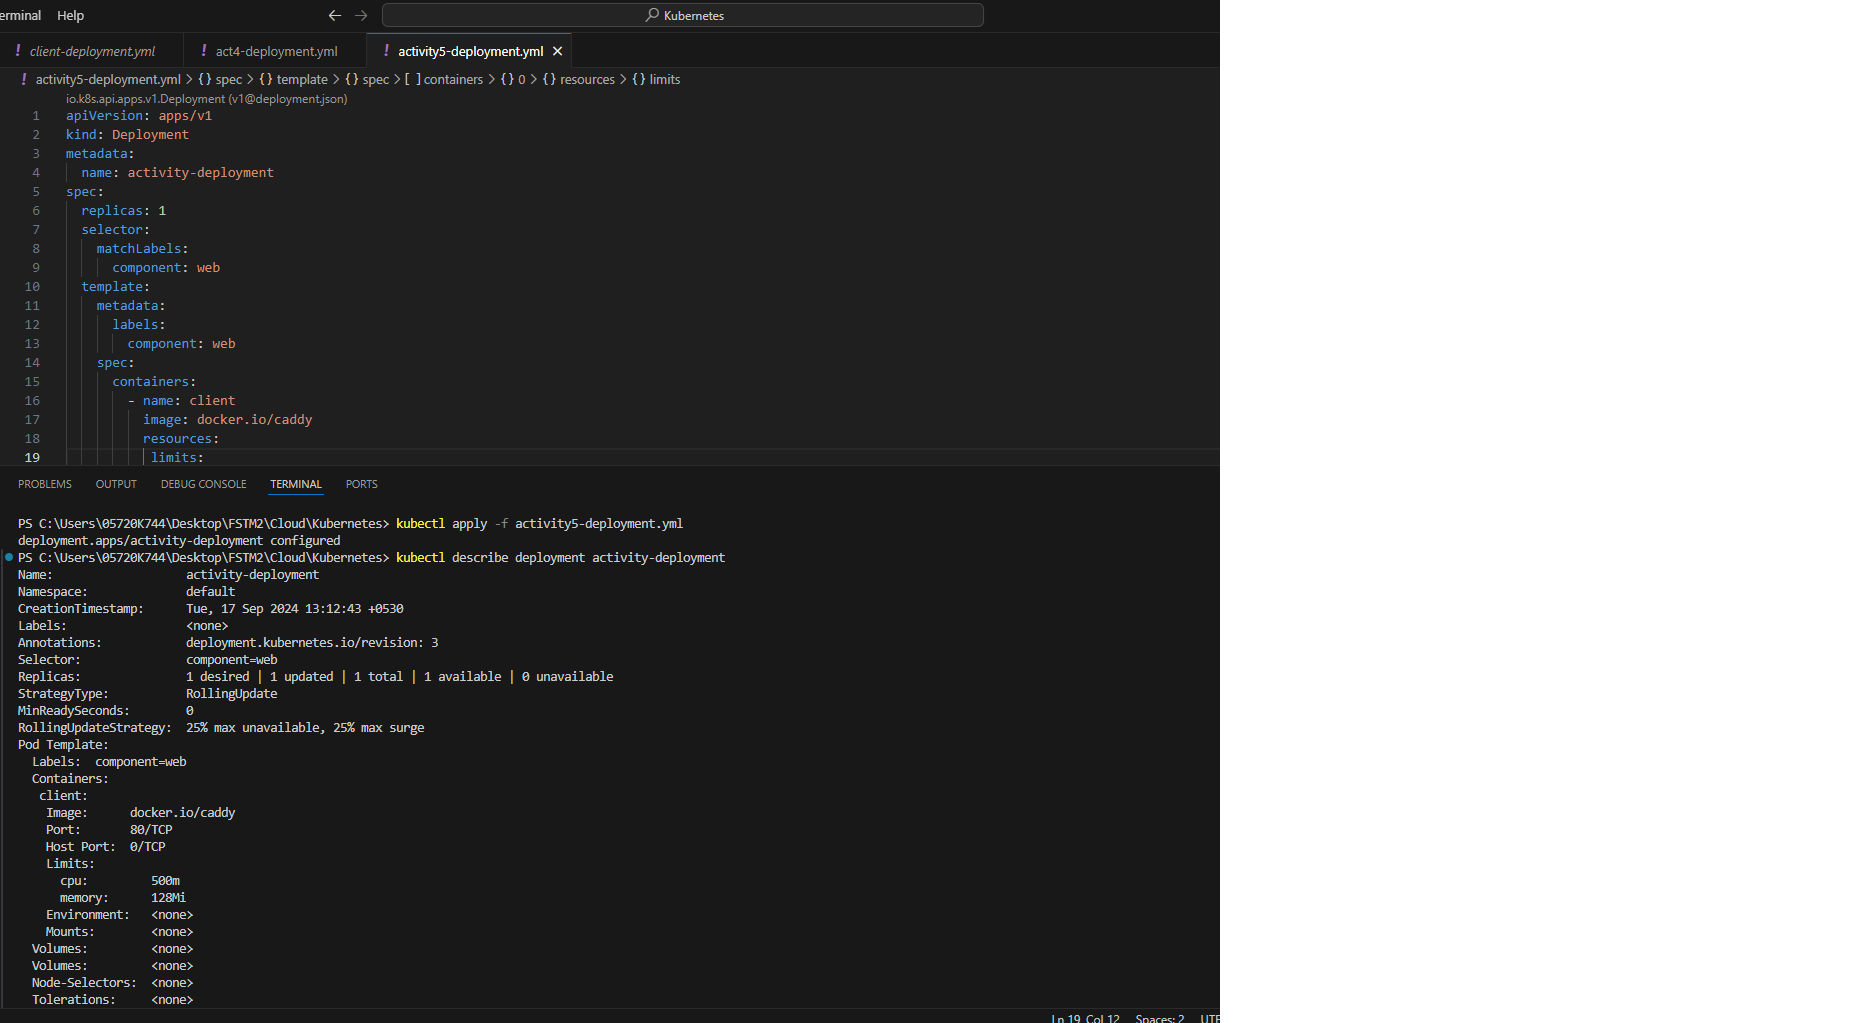 erminal Help
Kubernetes
client-deployment.yml act4-deployment.yml activity5-deployment.yml
activity5-deployment.yml > {} spec > {} template > {} spec > [ ] containers > {} 0 > {} resources > {} limits
io.k8s.api.apps.v1.Deployment (v1@deployment.json)
1 apiVersion: apps/v1
2 kind: Deployment
3 metadata:
4 name: activity-deployment
5 spec:
6 replicas: 1
7 selector:
8 matchLabels:
9 component: web
10 template:
11 metadata:
12 labels:
13 component: web
14 spec:
15 containers:
16 - name: client
17 image: docker.io/caddy
18 resources:
19 limits:
PROBLEMS OUTPUT DEBUG CONSOLE TERMINAL PORTS
PS C:\Users\05720K744\Desktop\FSTM2\Cloud\Kubernetes> kubectl apply -f activity5-deployment.yml
deployment.apps/activity-deployment configured
PS C:\Users\05720K744\Desktop\FSTM2\Cloud\Kubernetes> kubectl describe deployment activity-deployment
Name: activity-deployment
Namespace: default
CreationTimestamp: Tue, 17 Sep 2024 13:12:43 +0530
Labels: <none>
Annotations: deployment.kubernetes.io/revision: 3
Selector: component=web
Replicas: 1 desired | 1 updated | 1 total | 1 available | 0 unavailable
StrategyType: RollingUpdate
MinReadySeconds: 0
RollingUpdateStrategy: 25% max unavailable, 25% max surge
Pod Template:
Labels: component=web
Containers:
client:
Image: docker.io/caddy
Port: 80/TCP
Host Port: 0/TCP
Limits:
cpu: 500m
memory: 128Mi
Environment: <none>
Mounts: <none>
Volumes: <none>
Volumes: <none>
Node-Selectors: <none>
Tolerations: <none>
Ln 19, Col 12 Spaces: 2 UTF